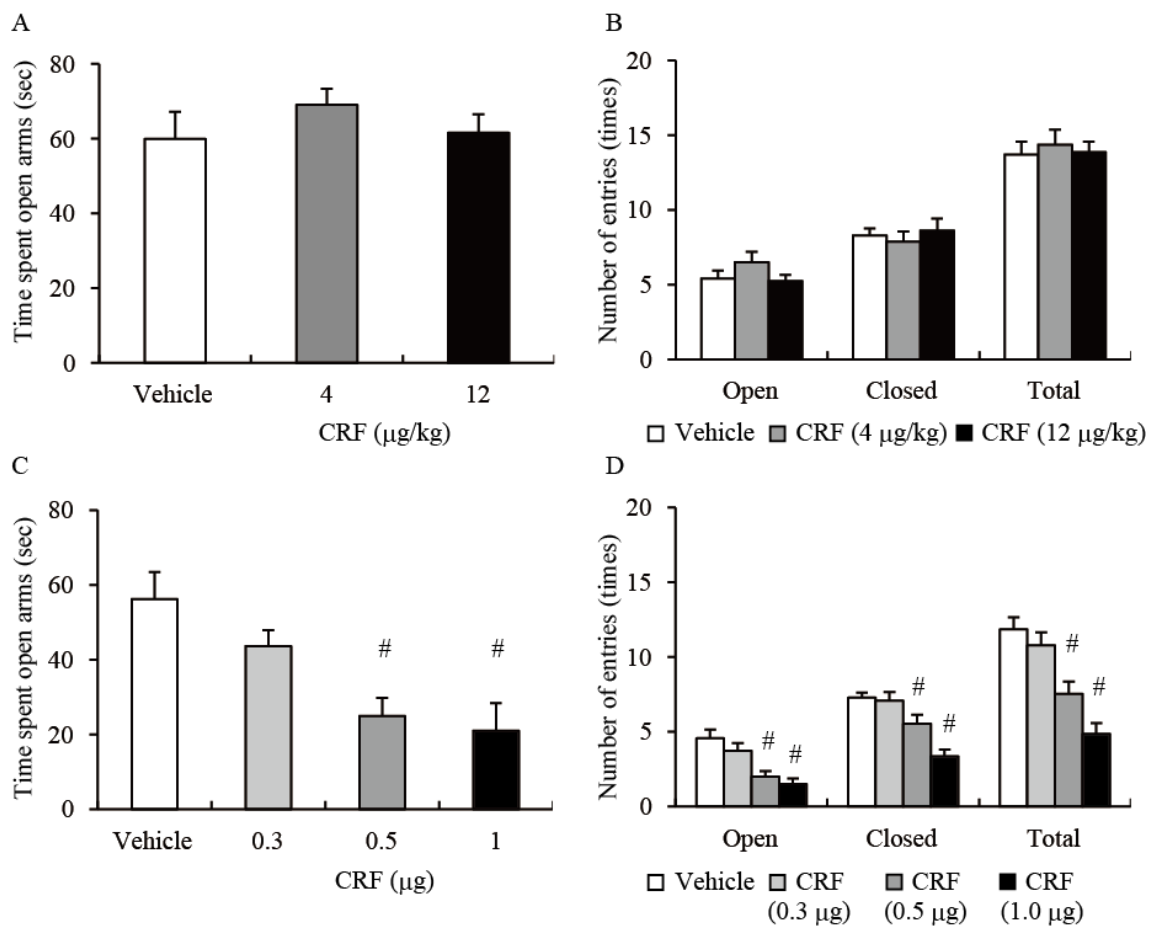 A
Time spent open arms (sec)
80
60
40
20
0
Vehicle 4 12
CRF (μg/kg)
B
Number of entries (times)
20
15
10
5
0
Open Closed Total
Vehicle CRF (4 μg/kg) CRF (12 μg/kg)
C
Time spent open arms (sec)
80
60
40
20
0
# #
Vehicle 0.3 0.5 1
CRF (μg)
D
Number of entries (times)
20
15
10
5
0
# #
# #
# #
Open Closed Total
Vehicle CRF CRF CRF
(0.3 μg) (0.5 μg) (1.0 μg)